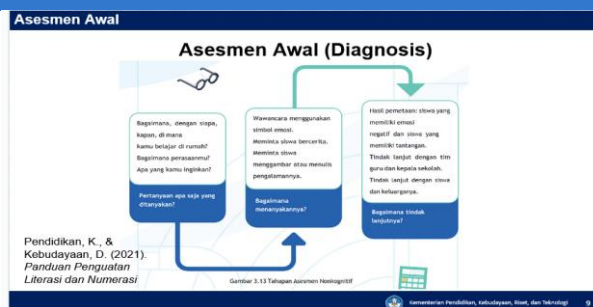 Asesmen Awal
Asesmen Awal (Diagnosis)
Bagaimana, dengan siapa,
kapan, di mana
kamu belajar di rumah?
Bagaimana perasaanmu?
Apa yang kamu inginkan?
Pertanyaan apa saja yang
ditanyakan?
Wawancara menggunakan
simbol emosi.
Meminta siswa bercerita.
Meminta siswa
menggambar atau menulis
pengalamannya.
Bagaimana
menanyakannya?
Hasil pemetaan: siswa yang
memiliki emosi
negatif dan siswa yang
memiliki tantangan.
Tindak lanjut dengan tim
guru dan kepala sekolah.
Tindak lanjut dengan siswa
dan keluarganya.
Bagaimana tindak
lanjutnya?
Pendidikan, K., &
Kebudayaan, D. (2021).
Panduan Penguatan
Literasi dan Numerasi
Gambar 3.13 Tahapan Asesmen Nonkognitif
Kementerian Pendidikan, Kebudayaan, Riset, dan Teknologi 9